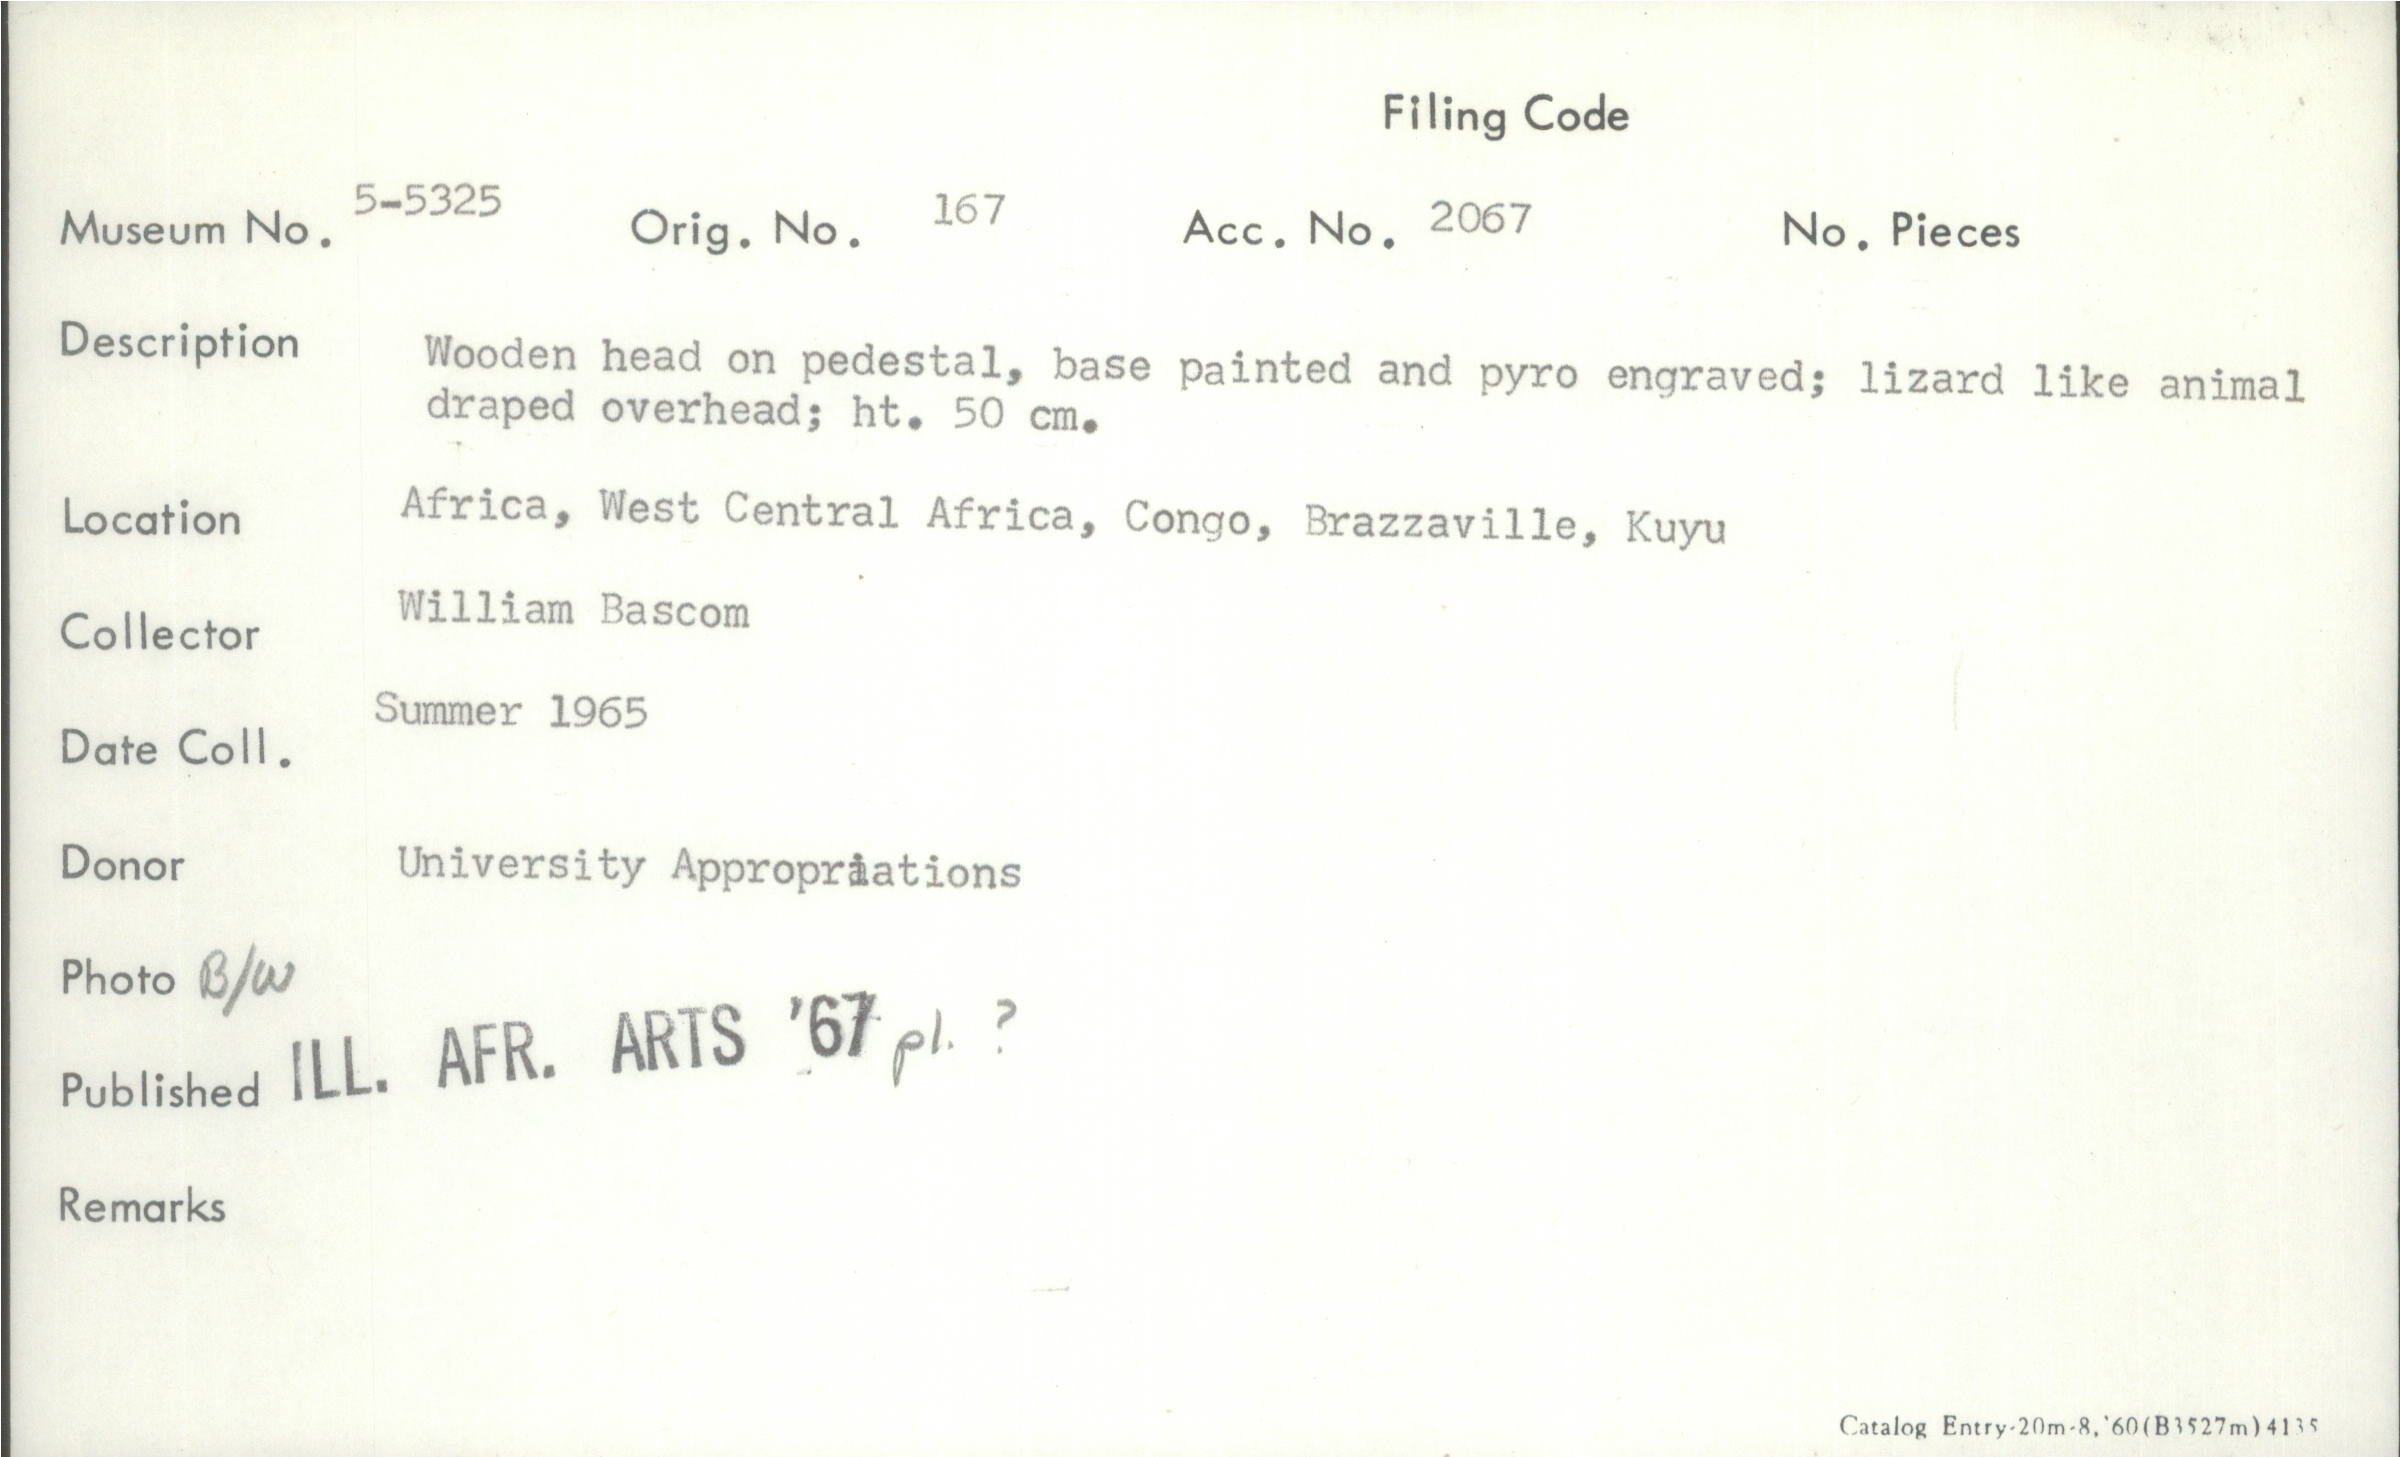 Filing Code
Museum No. 5-5325 Orig. No. 167 Acc. No. 2067 No. Pieces
Description Wooden head on pedestal, base painted and pyro engraved; lizard like animal
draped overhead; ht. 50 cm.
Location Africa, West Central Africa, Congo, Brazzaville, Kuyu
Collector William Bascom
Date Coll. Summer 1965
Donor University Appropriations
Photo B/W
Published ILL. AFR. ARTS '67 pl. ?
Remarks
Catalog Entry-20m-8,'60(B3527m)4135